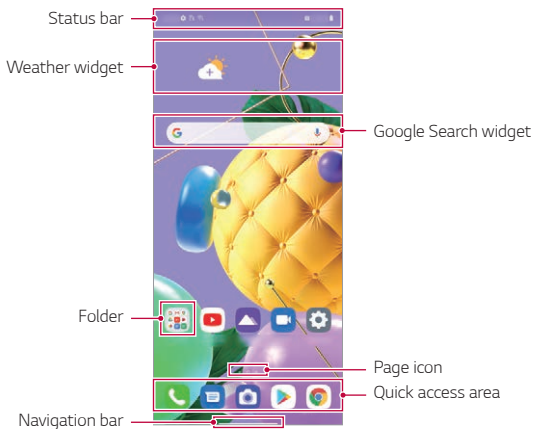 Status bar
Weather widget
Google Search widget
Folder
Page icon
Quick access area
Navigation bar